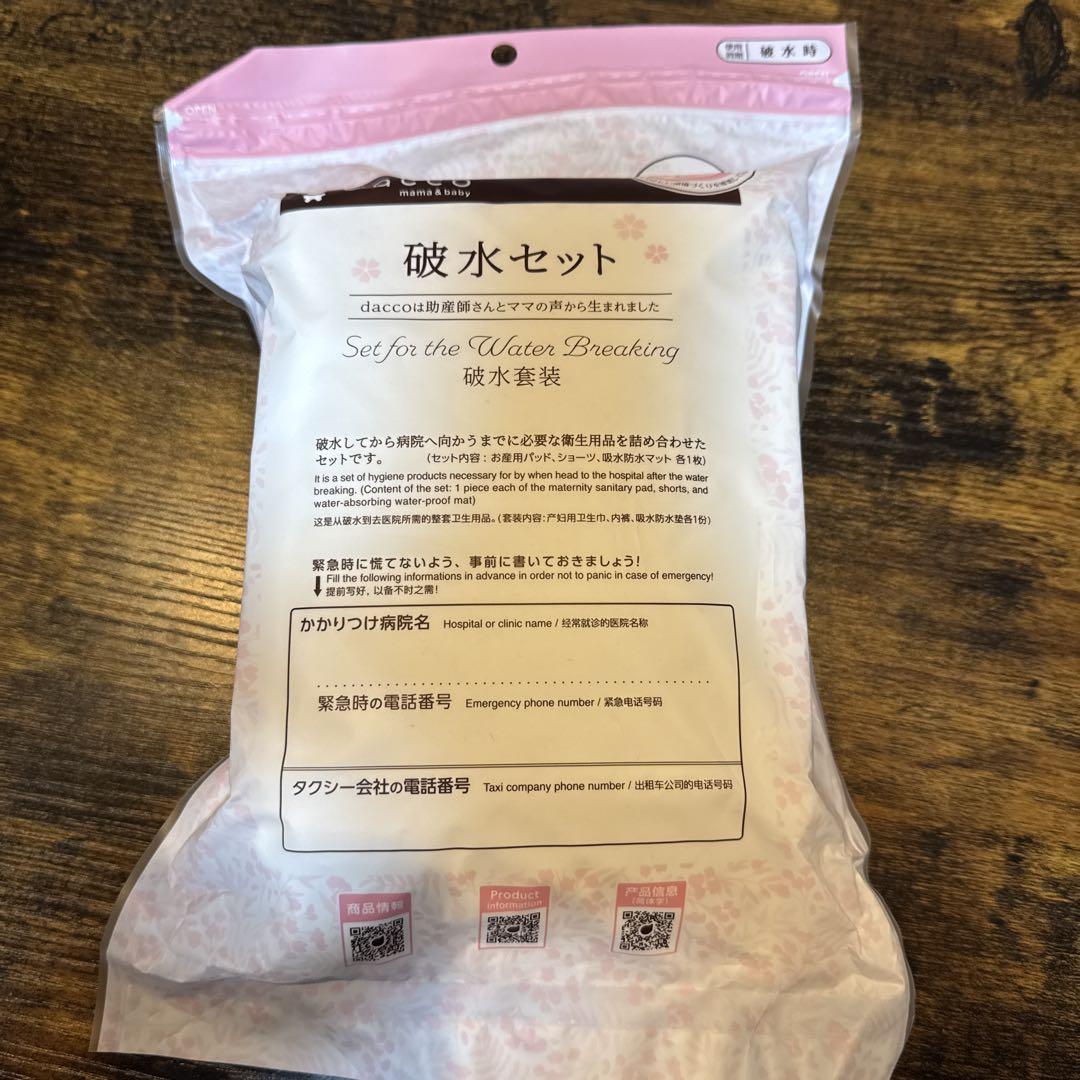 使用時期 破水時
OPEN
OPEN
dacco
mama & baby
破水セット
daccoは助産師さんとママの声から生まれました
Set for the Water Breaking
破水套装
破水してから病院へ向かうまでに必要な衛生用品を詰め合わせた
セットです。 (セット内容:お産用パッド、ショーツ、吸水防水マット 各1枚)
It is a set of hygiene products necessary for by when head to the hospital after the water
breaking. (Content of the set: 1 piece each of the maternity sanitary pad, shorts, and
water-absorbing water-proof mat)
这是从破水到去医院所需的整套卫生用品。(套装内容:产妇用卫生巾、内裤、吸水防水垫各1份)
緊急時に慌てないよう、事前に書いておきましょう!
Fill the following informations in advance in order not to panic in case of emergency!
提前写好, 以备不时之需!
かかりつけ病院名 Hospital or clinic name / 经常就诊的医院名称
緊急時の電話番号 Emergency phone number / 紧急电话号码
タクシー会社の電話番号 Taxi company phone number / 出租车公司的电话号码
商品情報
Product
information
产品信息
(简体字)